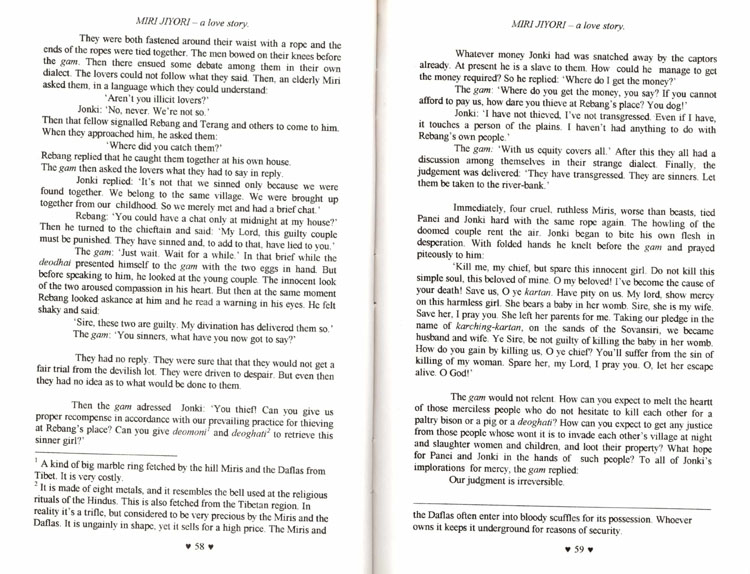 MIRI JIYORI – a love story.
They were both fastened around their waist with a rope and the
ends of the ropes were tied together. The men bowed on their knees before
the gam. Then there ensued some debate among them in their own
dialect. The lovers could not follow what they said. Then, an elderly Miri
asked them, in a language which they could understand:
'Aren't you illicit lovers?'
Jonki: 'No, never. We're not so.'
Then that fellow signalled Rebang and Terang and others to come to him.
When they approached him, he asked them:
'Where did you catch them?'
Rebang replied that he caught them together at his own house.
The gam then asked the lovers what they had to say in reply.
Jonki replied: 'It's not that we sinned only because we were
found together. We belong to the same village. We were brought up
together from our childhood. So we merely met and had a brief chat.'
Rebang: 'You could have a chat only at midnight at my house?'
Then he turned to the chieftain and said: 'My Lord, this guilty couple
must be punished. They have sinned and, to add to that, have lied to you.'
The gam: 'Just wait. Wait for a while.' In that brief while the
deodhai presented himself to the gam with the two eggs in hand. But
before speaking to him, he looked at the young couple. The innocent look
of the two aroused compassion in his heart. But then at the same moment
Rebang looked askance at him and he read a warning in his eyes. He felt
shaky and said:
'Sire, these two are guilty. My divination has delivered them so.'
The gam: 'You sinners, what have you now got to say?'
They had no reply. They were sure that that they would not get a
fair trial from the devilish lot. They were driven to despair. But even then
they had no idea as to what would be done to them.
Then the gam adressed Jonki: 'You thief! Can you give us
proper recompense in accordance with our prevailing practice for thieving
at Rebang's place? Can you give deomoni¹ and deoghati² to retrieve this
sinner girl?'
¹ A kind of big marble ring fetched by the hill Miris and the Daflas from
Tibet. It is very costly.
² It is made of eight metals, and it resembles the bell used at the religious
rituals of the Hindus. This is also fetched from the Tibetan region. In
reality it's a trifle, but considered to be very precious by the Miris and the
Daflas. It is ungainly in shape, yet it sells for a high price. The Miris and
♥ 58 ♥
MIRI JIYORI – a love story.
Whatever money Jonki had was snatched away by the captors
already. At present he is a slave to them. How could he manage to get
the money required? So he replied: 'Where do I get the money?'
The gam: 'Where do you get the money, you say? If you cannot
afford to pay us, how dare you thieve at Rebang's place? You dog!'
Jonki: 'I have not thieved, I've not transgressed. Even if I have,
it touches a person of the plains. I haven't had anything to do with
Rebang's own people.'
The gam: 'With us equity covers all.' After this they all had a
discussion among themselves in their strange dialect. Finally, the
judgement was delivered: 'They have transgressed. They are sinners. Let
them be taken to the river-bank.'
Immediately, four cruel, ruthless Miris, worse than beasts, tied
Panei and Jonki hard with the same rope again. The howling of the
doomed couple rent the air. Jonki began to bite his own flesh in
desperation. With folded hands he knelt before the gam and prayed
piteously to him:
'Kill me, my chief, but spare this innocent girl. Do not kill this
simple soul, this beloved of mine. O my beloved! I've become the cause of
your death! Save us, O ye kartan. Have pity on us. My lord, show mercy
on this harmless girl. She bears a baby in her womb. Sire, she is my wife.
Save her, I pray you. She left her parents for me. Taking our pledge in the
name of karching-kartan, on the sands of the Sovansiri, we became
husband and wife. Ye Sire, be not guilty of killing the baby in her womb.
How do you gain by killing us, O ye chief? You'll suffer from the sin of
killing of my woman. Spare her, my Lord, I pray you. O, let her escape
alive. O God!'
The gam would not relent. How can you expect to melt the heartt
of those merciless people who do not hesitate to kill each other for a
paltry bison or a pig or a deoghati? How can you expect to get any justice
from those people whose wont it is to invade each other's village at night
and slaughter women and children, and loot their property? What hope
for Panei and Jonki in the hands of such people? To all of Jonki's
implorations for mercy, the gam replied:
Our judgment is irreversible.
the Daflas often enter into bloody scuffles for its possession. Whoever
owns it keeps it underground for reasons of security.
♥ 59 ♥